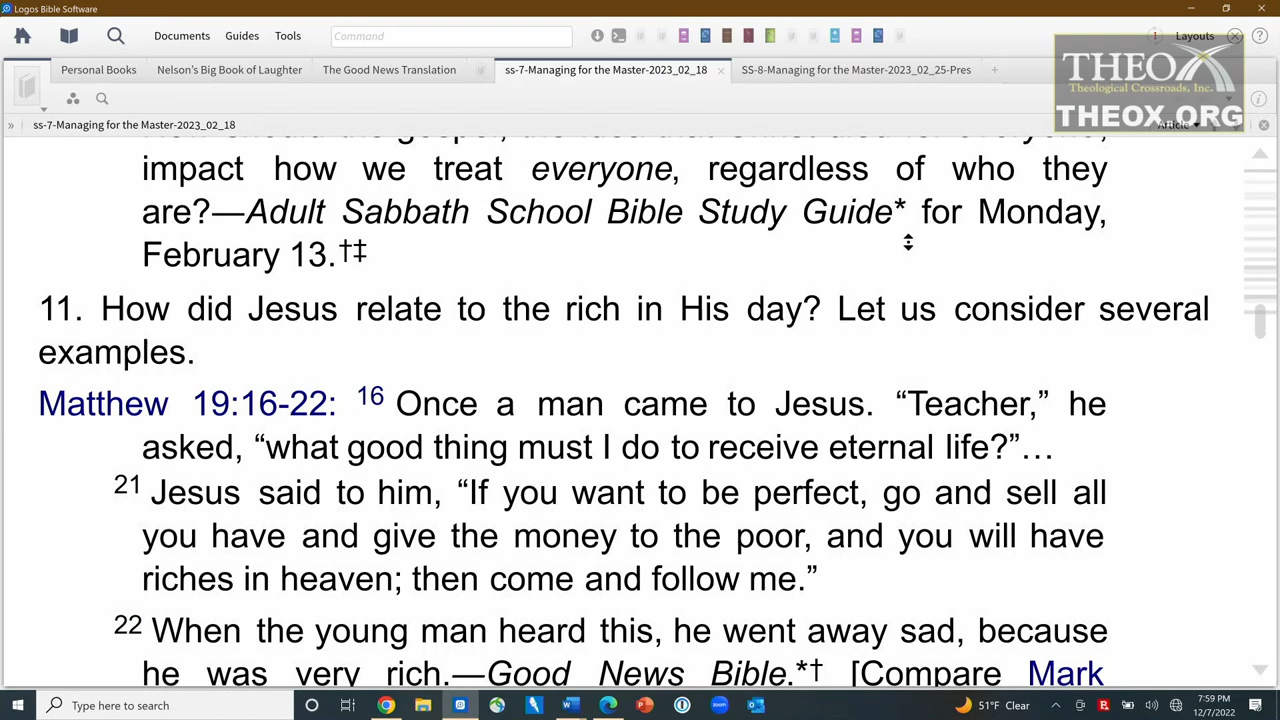 Logos Bible Software
Documents Guides Tools Command Layouts
THEOX
Theological Crossroads, Inc.
THEOX.ORG
Personal Books Nelson's Big Book of Laughter The Good News Translation ss-7-Managing for the Master-2023_02_18 SS-8-Managing for the Master-2023_02_25-Pres
ss-7-Managing for the Master-2023_02_18 Article
impact how we treat everyone, regardless of who they
are?—Adult Sabbath School Bible Study Guide* for Monday,
February 13.†‡
11. How did Jesus relate to the rich in His day? Let us consider several
examples.
Matthew 19:16-22: 16 Once a man came to Jesus. “Teacher,” he
asked, “what good thing must I do to receive eternal life?”…
21 Jesus said to him, “If you want to be perfect, go and sell all
you have and give the money to the poor, and you will have
riches in heaven; then come and follow me.”
22 When the young man heard this, he went away sad, because
he was very rich.—Good News Bible.*† [Compare Mark
Type here to search 51°F Clear 7:59 PM
12/7/2022